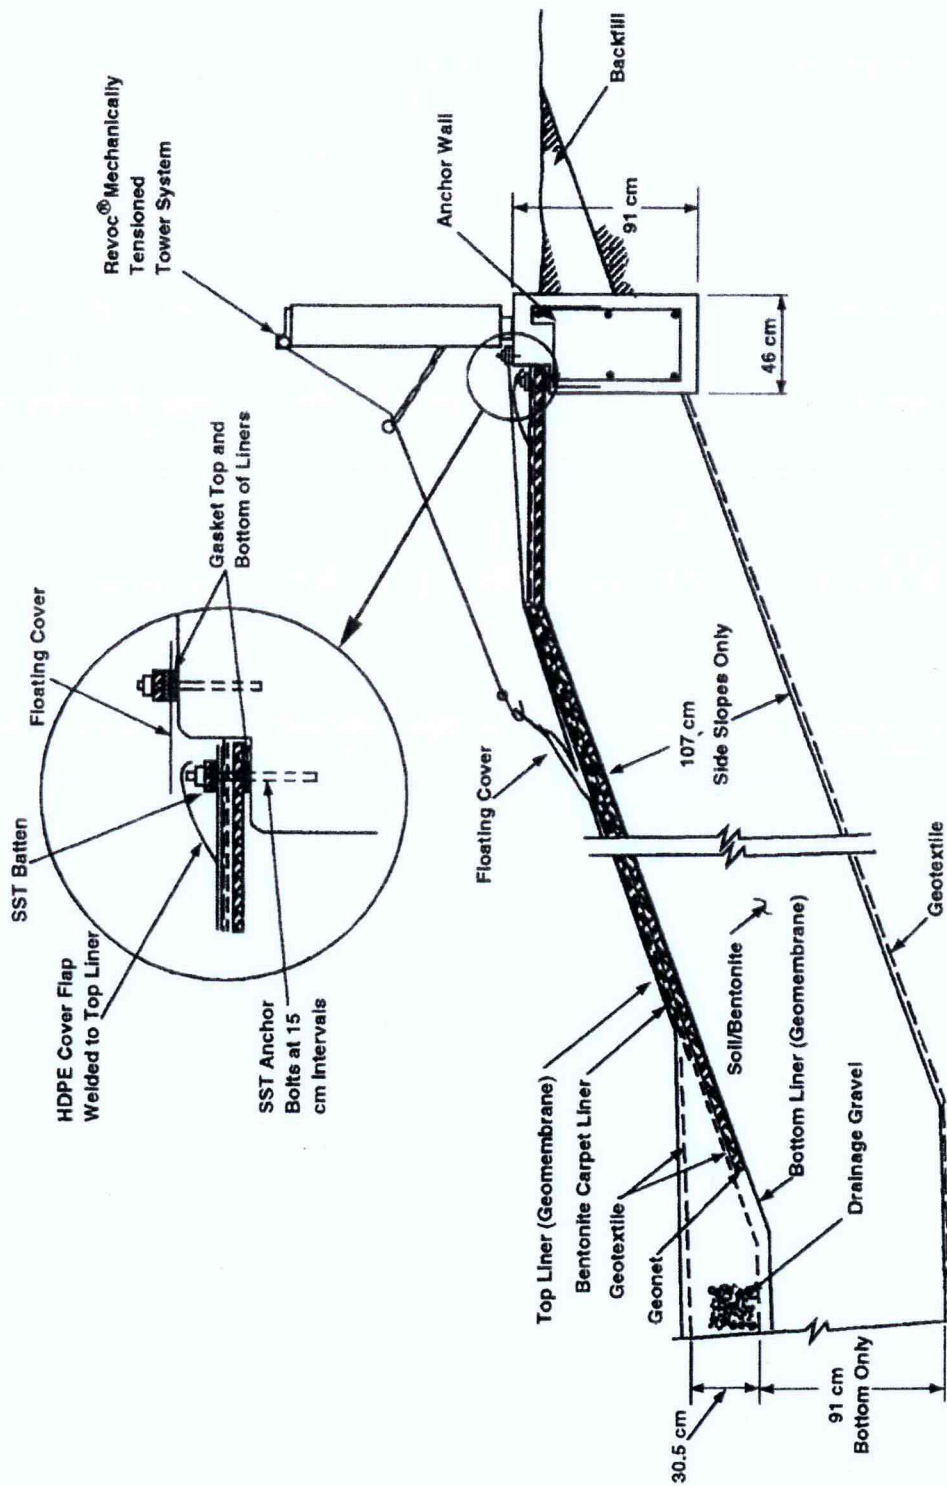 Revoc® Mechanically
Tensioned
Tower System
Floating Cover
SST Batten
HDPE Cover Flap
Welded to Top Liner
Gasket Top and
Bottom of Liners
SST Anchor
Bolts at 15
cm Intervals
Anchor Wall
Backfill
91 cm
46 cm
Floating Cover
107 cm
Side Slopes Only
Top Liner (Geomembrane)
Bentonite Carpet Liner
Geotextile
Geonet
Soil/Bentonite
Bottom Liner (Geomembrane)
Drainage Gravel
Geotextile
30.5 cm
91 cm
Bottom Only